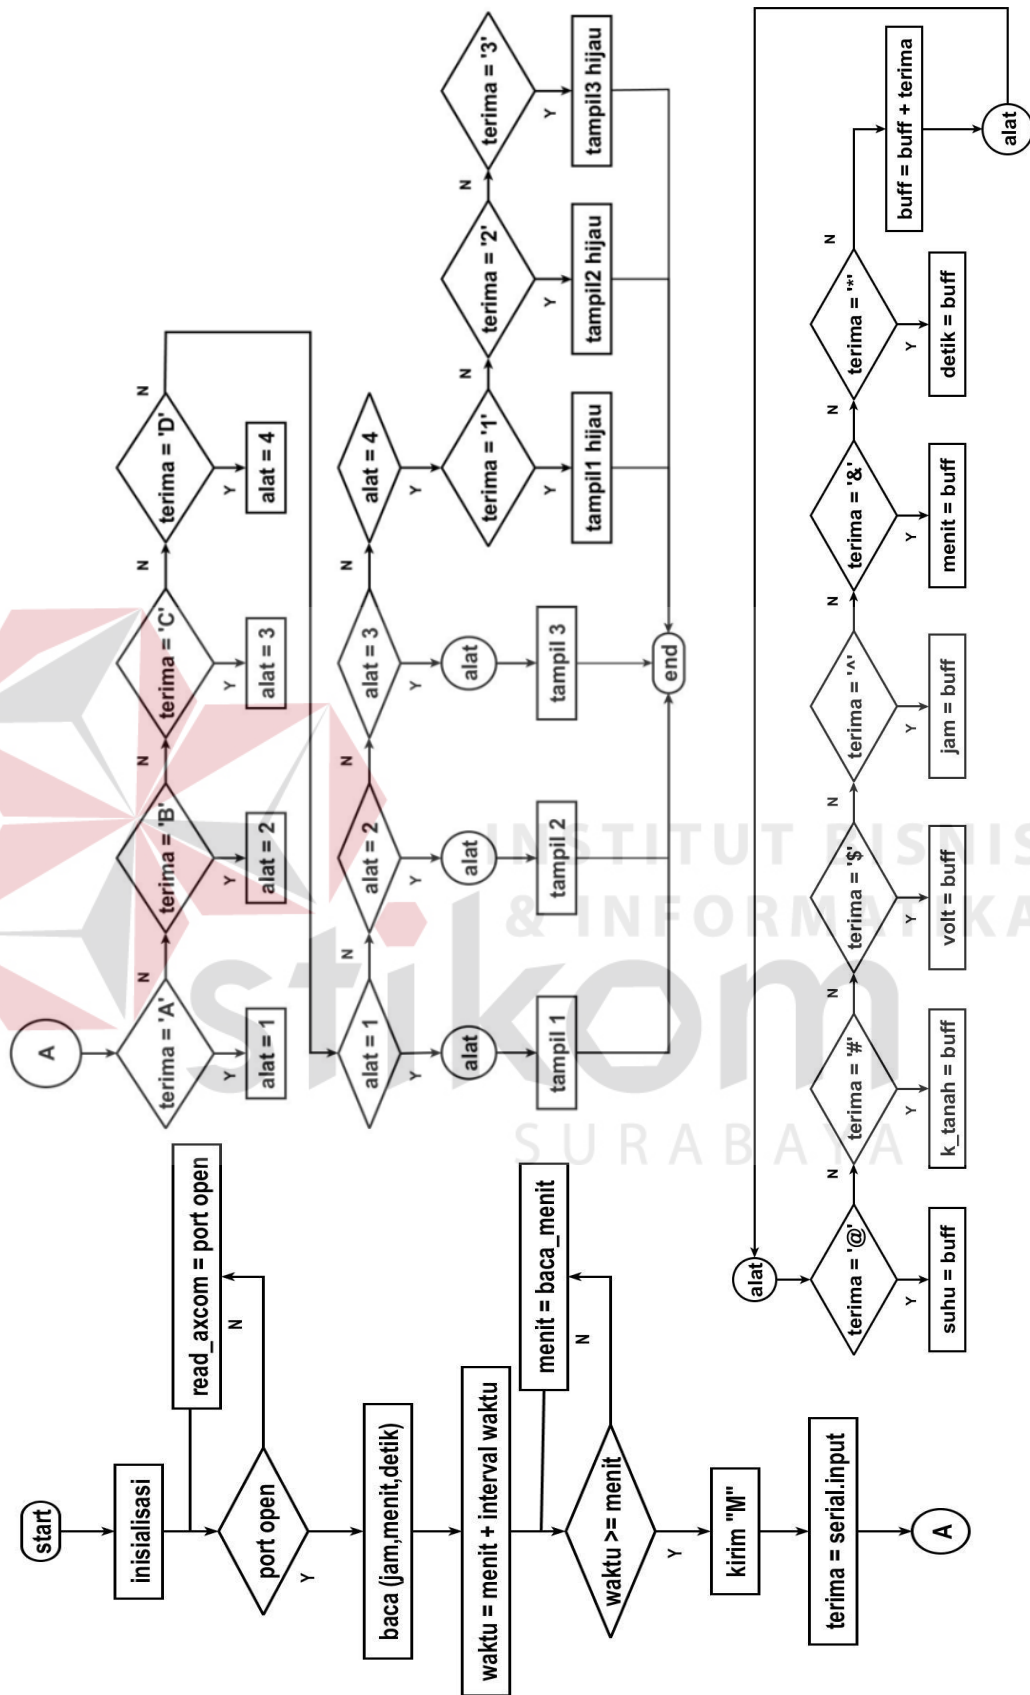 start
inisialisasi
read_axcom = port open
port open
N
Y
baca (jam,menit,detik)
waktu = menit + interval waktu
menit = baca_menit
waktu >= menit
N
Y
kirim "M"
terima = serial.input
A
A
terima = 'A'
N
terima = 'B'
N
terima = 'C'
N
terima = 'D'
N
Y
Y
Y
Y
alat = 1
alat = 2
alat = 3
alat = 4
alat = 1
N
alat = 2
N
alat = 3
N
alat = 4
Y
Y
Y
Y
alat
alat
alat
terima = '1'
N
terima = '2'
N
terima = '3'
Y
Y
Y
tampil 1
tampil 2
tampil 3
tampil1 hijau
tampil2 hijau
tampil3 hijau
end
alat
terima = '@'
N
terima = '#'
N
terima = '$'
N
terima = '^'
N
terima = '&'
N
terima = '*'
N
Y
Y
Y
Y
Y
Y
suhu = buff
k_tanah = buff
volt = buff
jam = buff
menit = buff
detik = buff
buff = buff + terima
alat
INSTITUT BISNIS
& INFORMATIKA
stikom
SURABAYA